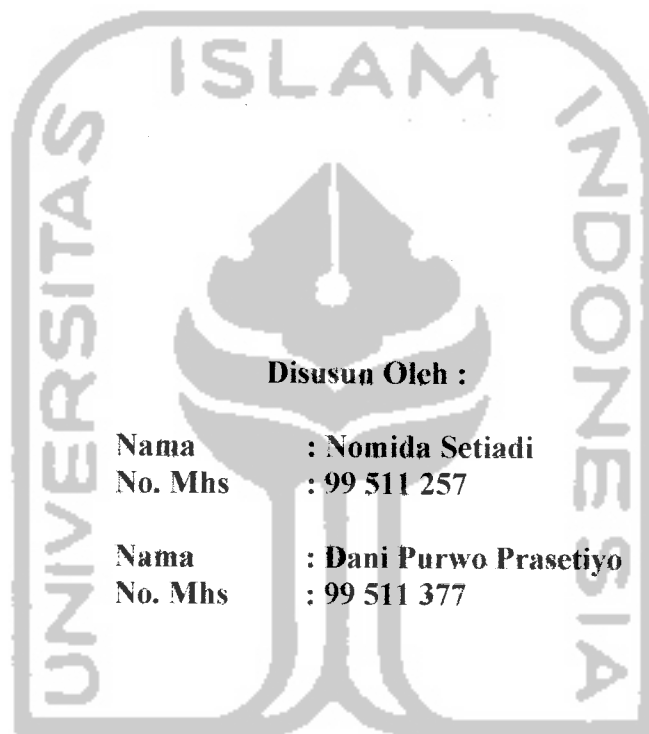 UNIVERSITAS ISLAM INDONESIA
Disusun Oleh :
Nama : Nomida Setiadi
No. Mhs : 99 511 257
Nama : Dani Purwo Prasetiyo
No. Mhs : 99 511 377